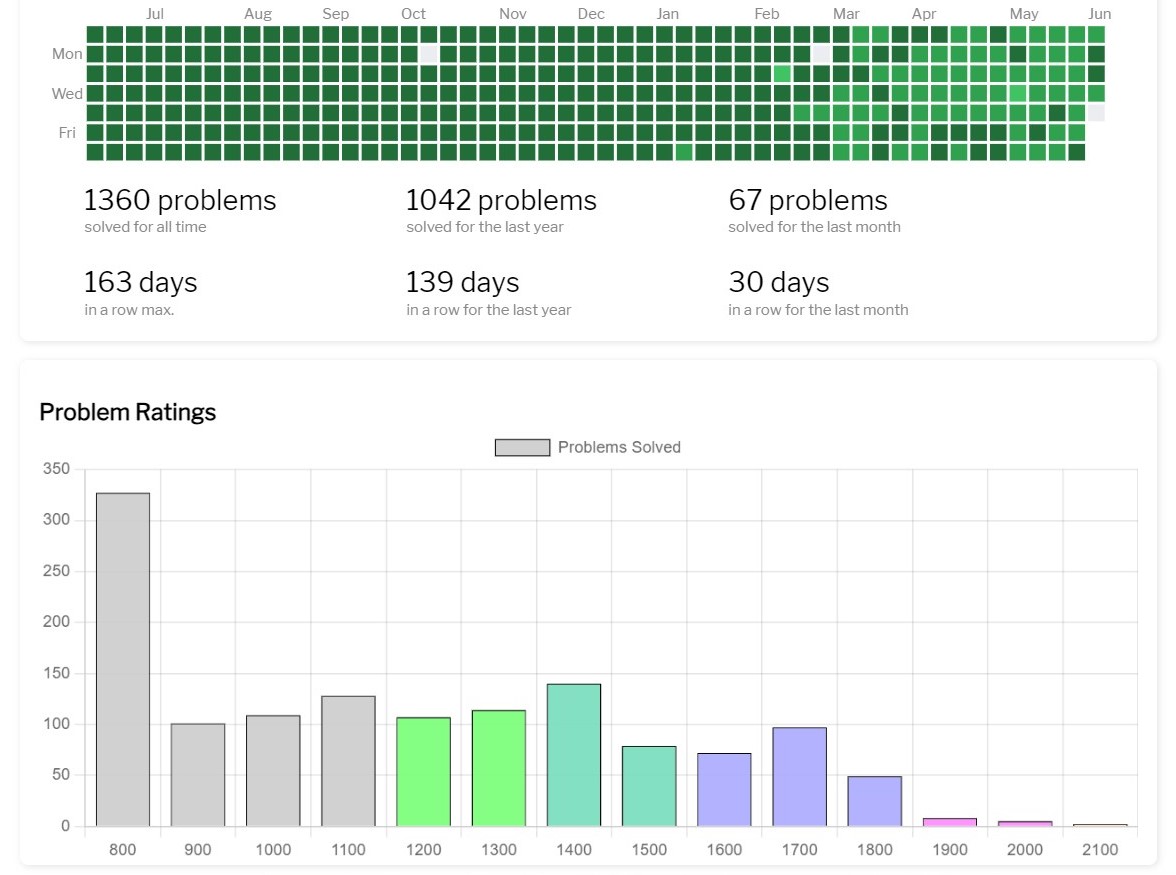 Jul Aug Sep Oct Nov Dec Jan Feb Mar Apr May Jun
Mon
Wed
Fri
1360 problems 1042 problems 67 problems
solved for all time solved for the last year solved for the last month
163 days 139 days 30 days
in a row max. in a row for the last year in a row for the last month
Problem Ratings
Problems Solved
350
300
250
200
150
100
50
0
800 900 1000 1100 1200 1300 1400 1500 1600 1700 1800 1900 2000 2100